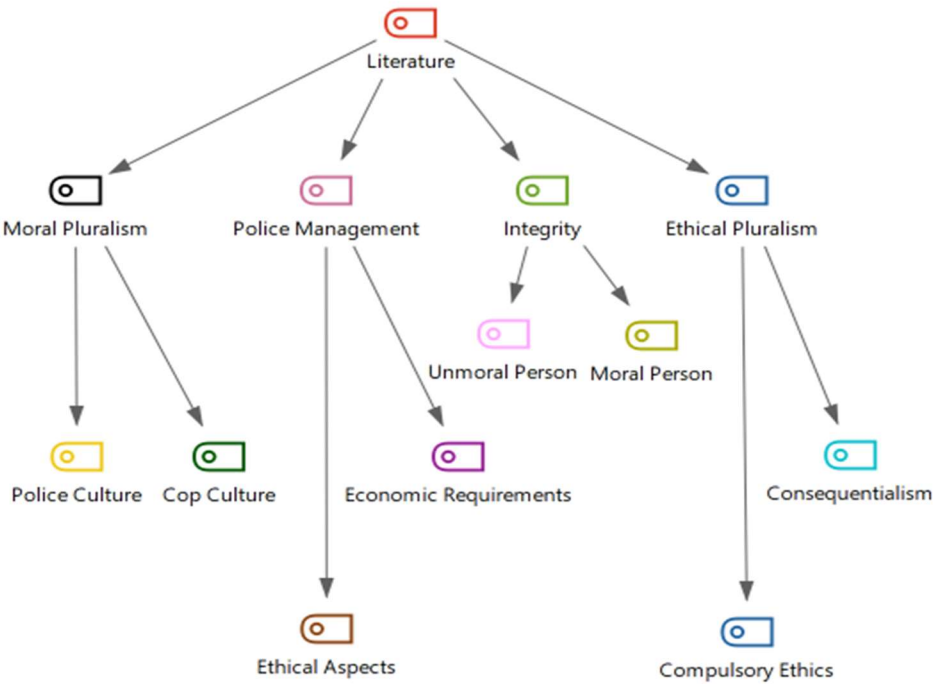 Literature
Moral Pluralism
Police Management
Integrity
Ethical Pluralism
Unmoral Person
Moral Person
Police Culture
Cop Culture
Economic Requirements
Consequentialism
Ethical Aspects
Compulsory Ethics